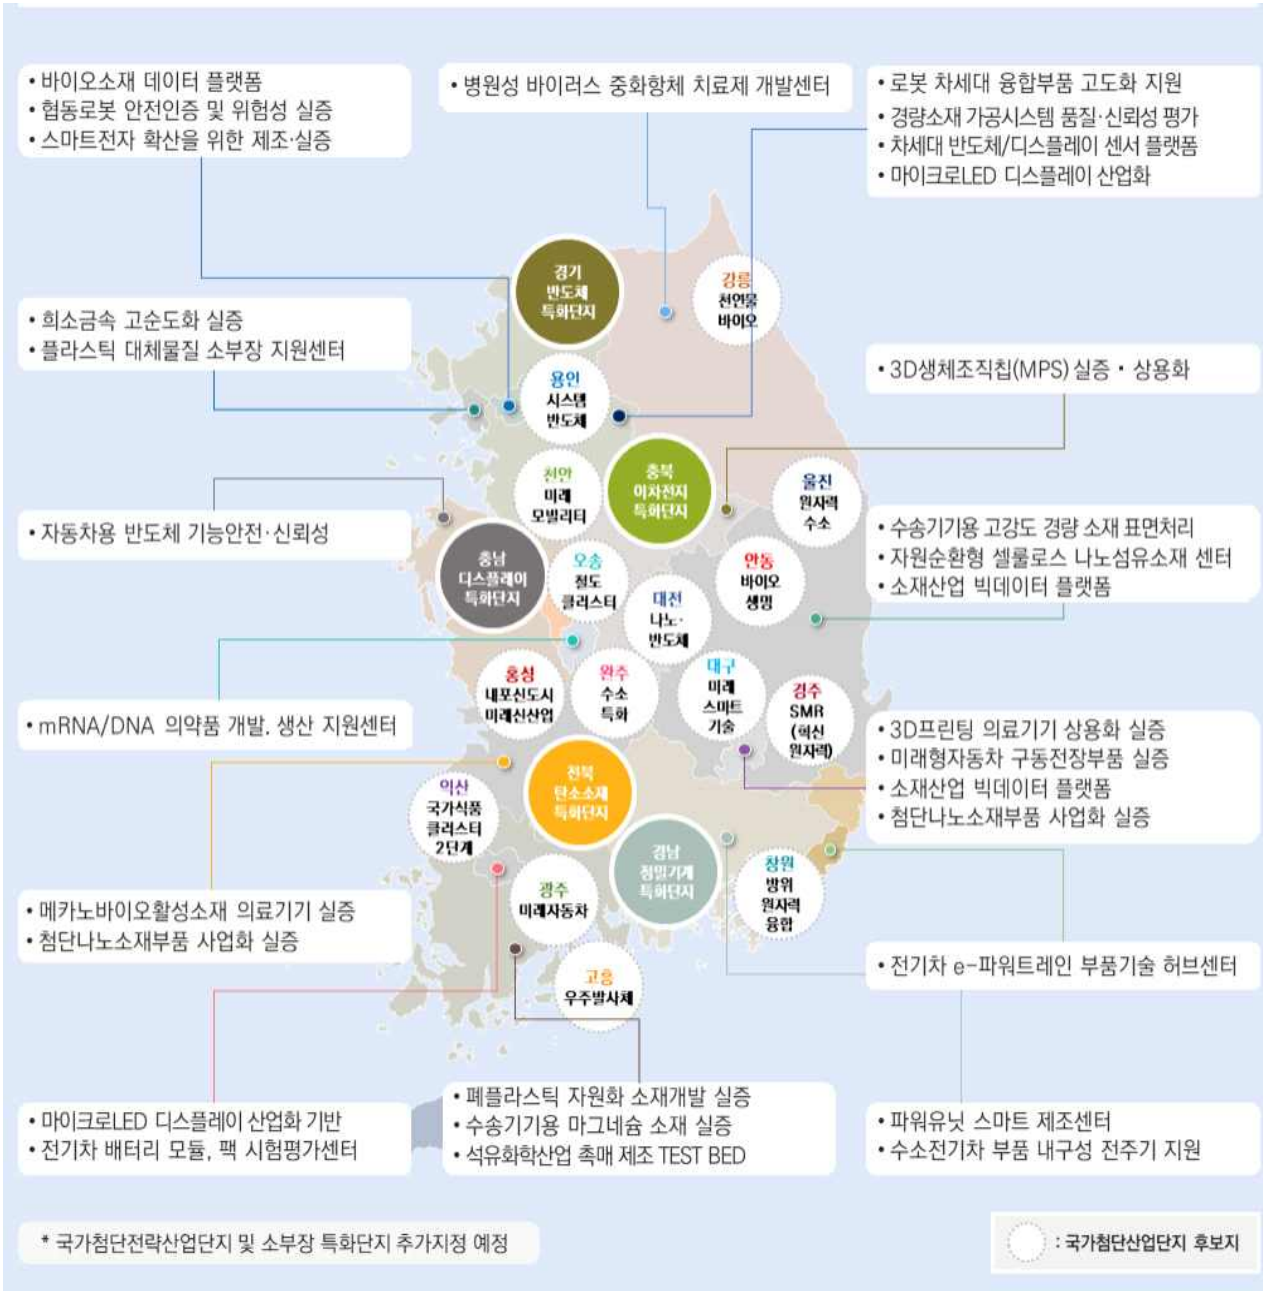 • 바이오소재 데이터 플랫폼
• 협동로봇 안전인증 및 위험성 실증
• 스마트전자 확산을 위한 제조·실증
• 병원성 바이러스 중화항체 치료제 개발센터
• 로봇 차세대 융합부품 고도화 지원
• 경량소재 가공시스템 품질·신뢰성 평가
• 차세대 반도체/디스플레이 센서 플랫폼
• 마이크로LED 디스플레이 산업화
경기
반도체
특화단지
강릉
천연물
바이오
• 희소금속 고순도화 실증
• 플라스틱 대체물질 소부장 지원센터
용인
시스템
반도체
• 3D생체조직칩(MPS) 실증 • 상용화
천안
미래
모빌리티
충북
이차전지
특화단지
울진
원자력
수소
• 자동차용 반도체 기능안전·신뢰성
충남
디스플레이
특화단지
오송
철도
클러스터
대전
나노·
반도체
안동
바이오
생명
• 수송기기용 고강도 경량 소재 표면처리
• 자원순환형 셀룰로스 나노섬유소재 센터
• 소재산업 빅데이터 플랫폼
홍성
내포신도시
미래신산업
완주
수소
특화
대구
미래
스마트
기술
경주
SMR
(혁신
원자력)
• mRNA/DNA 의약품 개발, 생산 지원센터
• 3D프린팅 의료기기 상용화 실증
• 미래형자동차 구동전장부품 실증
• 소재산업 빅데이터 플랫폼
• 첨단나노소재부품 사업화 실증
익산
국가식품
클러스터
2단계
전북
탄소소재
특화단지
경남
정밀기계
특화단지
창원
방위
원자력
융합
광주
미래자동차
• 메카노바이오활성소재 의료기기 실증
• 첨단나노소재부품 사업화 실증
고흥
우주발사체
• 전기차 e-파워트레인 부품기술 허브센터
• 마이크로LED 디스플레이 산업화 기반
• 전기차 배터리 모듈, 팩 시험평가센터
• 폐플라스틱 자원화 소재개발 실증
• 수송기기용 마그네슘 소재 실증
• 석유화학산업 촉매 제조 TEST BED
• 파워유닛 스마트 제조센터
• 수소전기차 부품 내구성 전주기 지원
* 국가첨단전략산업단지 및 소부장 특화단지 추가지정 예정
: 국가첨단산업단지 후보지